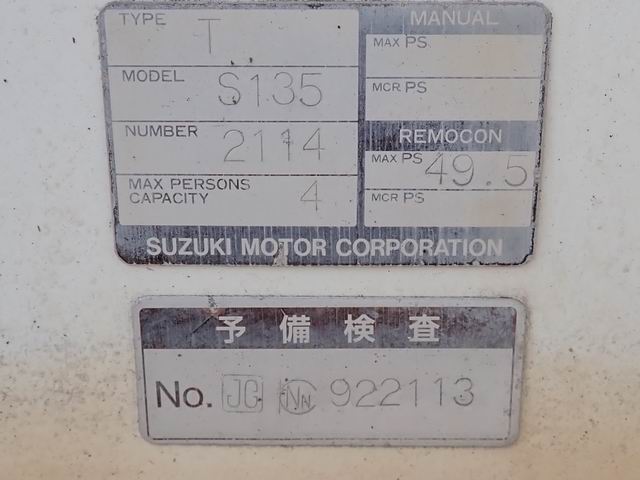 TYPE T
MODEL S135
NUMBER 2114
MAX PERSONS CAPACITY 4
MANUAL
MAX PS
MCR PS
REMOCON
MAX PS 49.5
MCR PS
SUZUKI MOTOR CORPORATION
予備検査
No. JG NK 922113